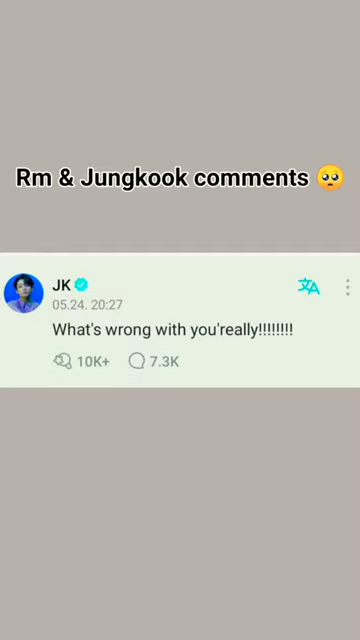 Rm & Jungkook comments 🥺
JK
05.24. 20:27
What's wrong with you'really!!!!!!!!
10K+ 7.3K